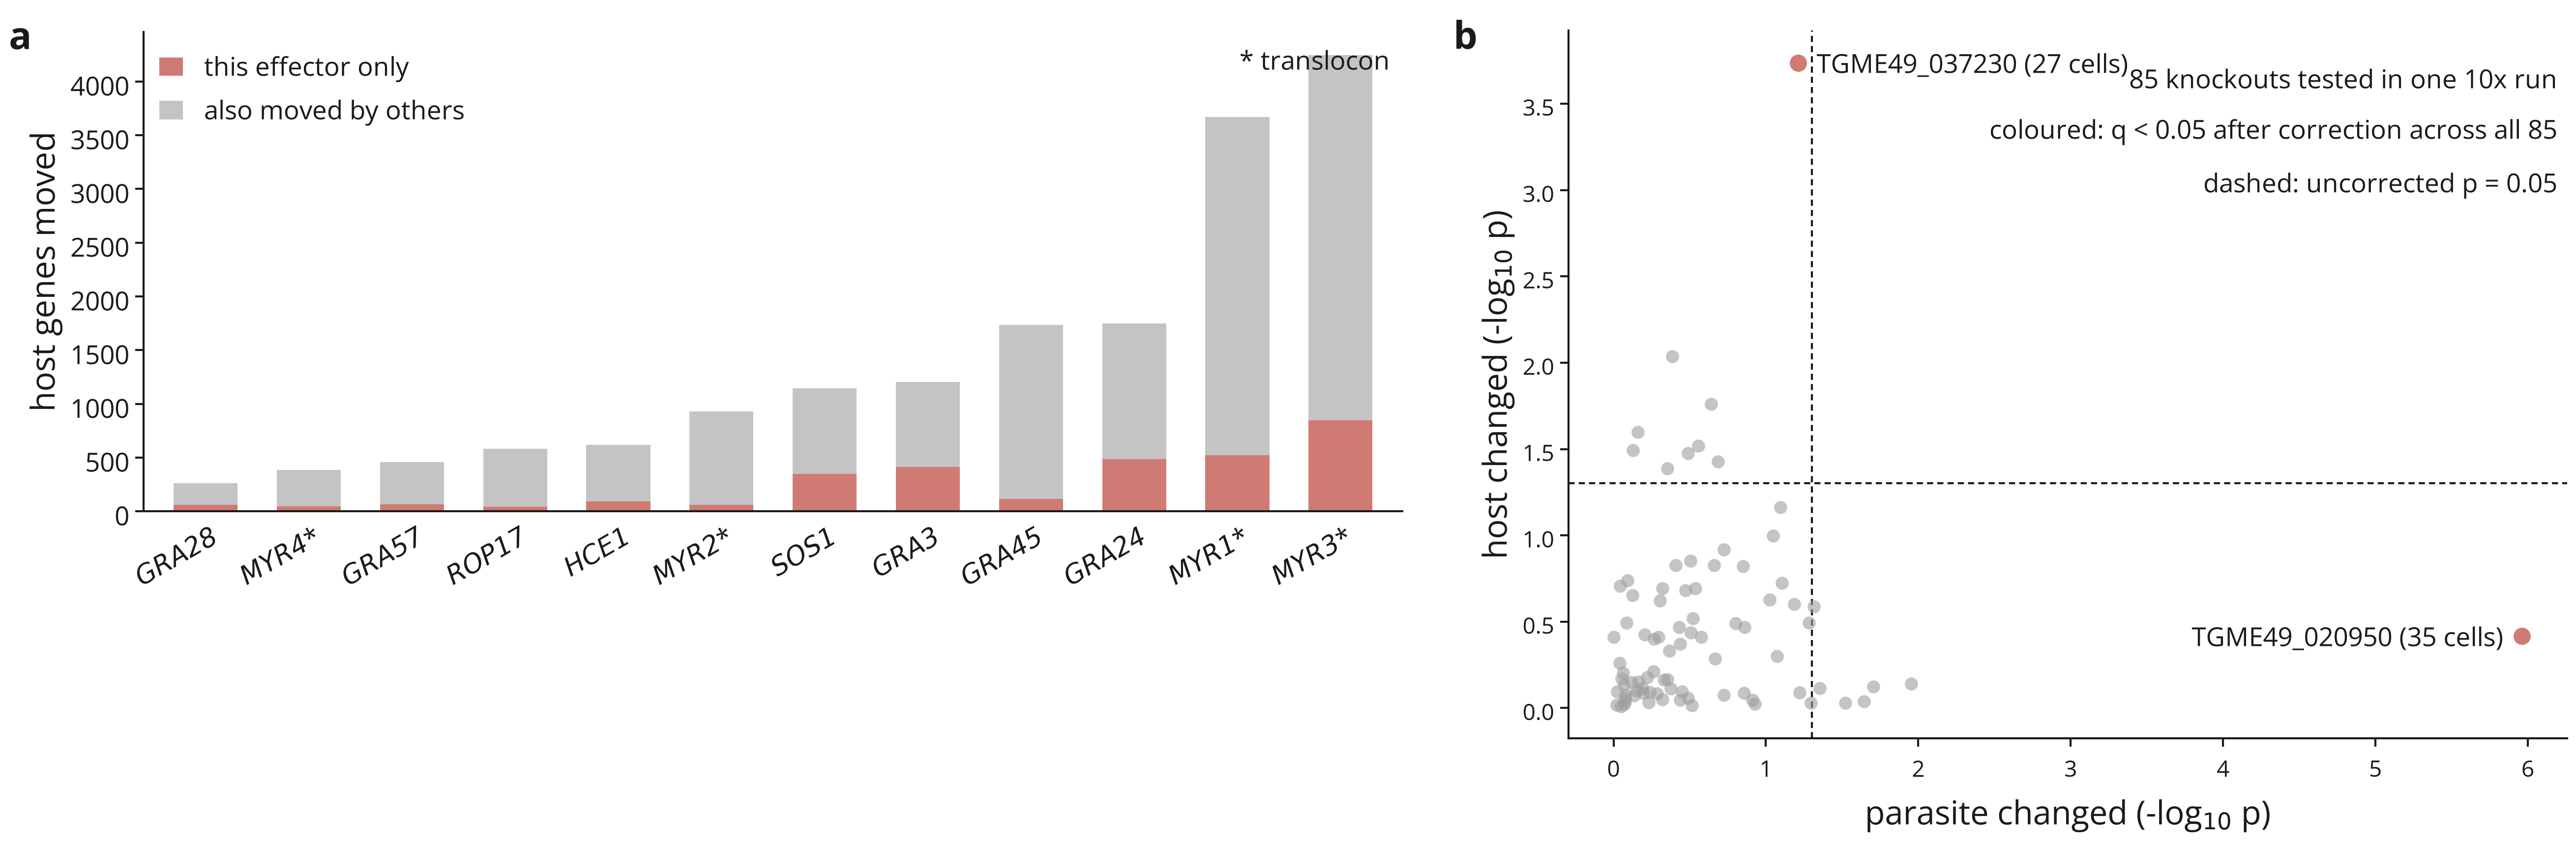 a
this effector only
also moved by others
* translocon
host genes moved
4000
3500
3000
2500
2000
1500
1000
500
0
GRA28
MYR4*
GRA57
ROP17
HCE1
MYR2*
SOS1
GRA3
GRA45
GRA24
MYR1*
MYR3*
b
TGME49_037230 (27 cells)
85 knockouts tested in one 10x run
coloured: q < 0.05 after correction across all 85
dashed: uncorrected p = 0.05
host changed (-log10 p)
3.5
3.0
2.5
2.0
1.5
1.0
0.5
0.0
TGME49_020950 (35 cells)
0
1
2
3
4
5
6
parasite changed (-log10 p)